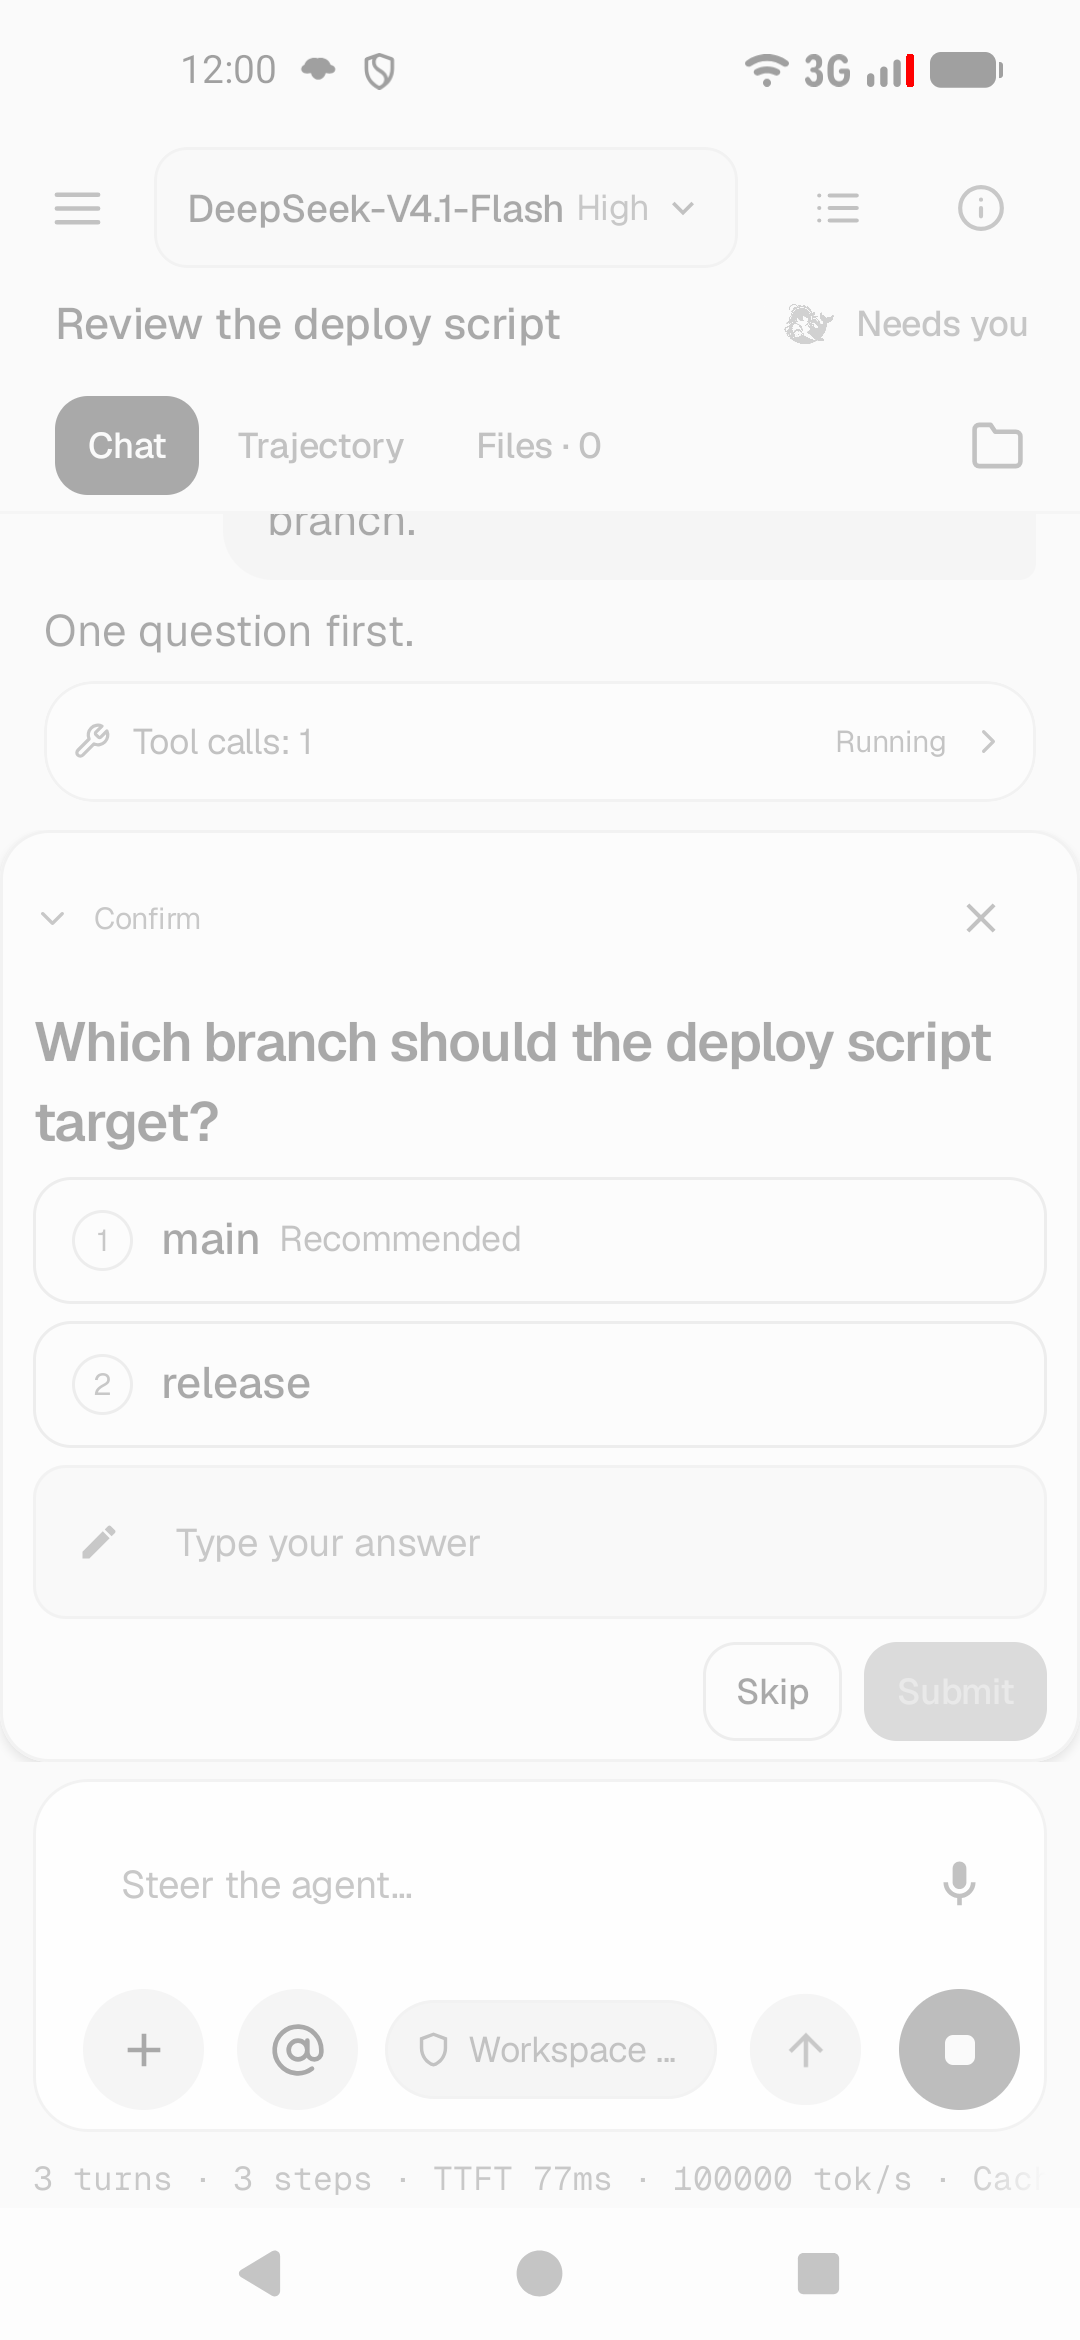 12:00
3G
DeepSeek-V4.1-Flash High
Review the deploy script
Needs you
Chat
Trajectory
Files · 0
branch.
One question first.
Tool calls: 1
Running
Confirm
Which branch should the deploy script
target?
1 main Recommended
2 release
Type your answer
Skip
Submit
Steer the agent…
Workspace …
3 turns · 3 steps · TTFT 77ms · 100000 tok/s ·